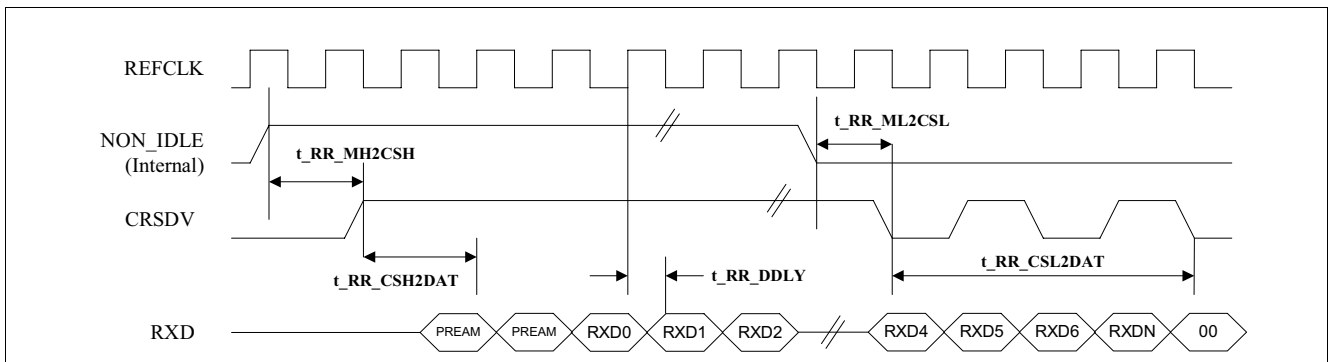 REFCLK
NON_IDLE
(Internal)
t_RR_MH2CSH
t_RR_ML2CSL
CRSDV
t_RR_CSH2DAT
t_RR_DDLY
t_RR_CSL2DAT
RXD
PREAM PREAM RXD0 RXD1 RXD2 RXD4 RXD5 RXD6 RXDN 00